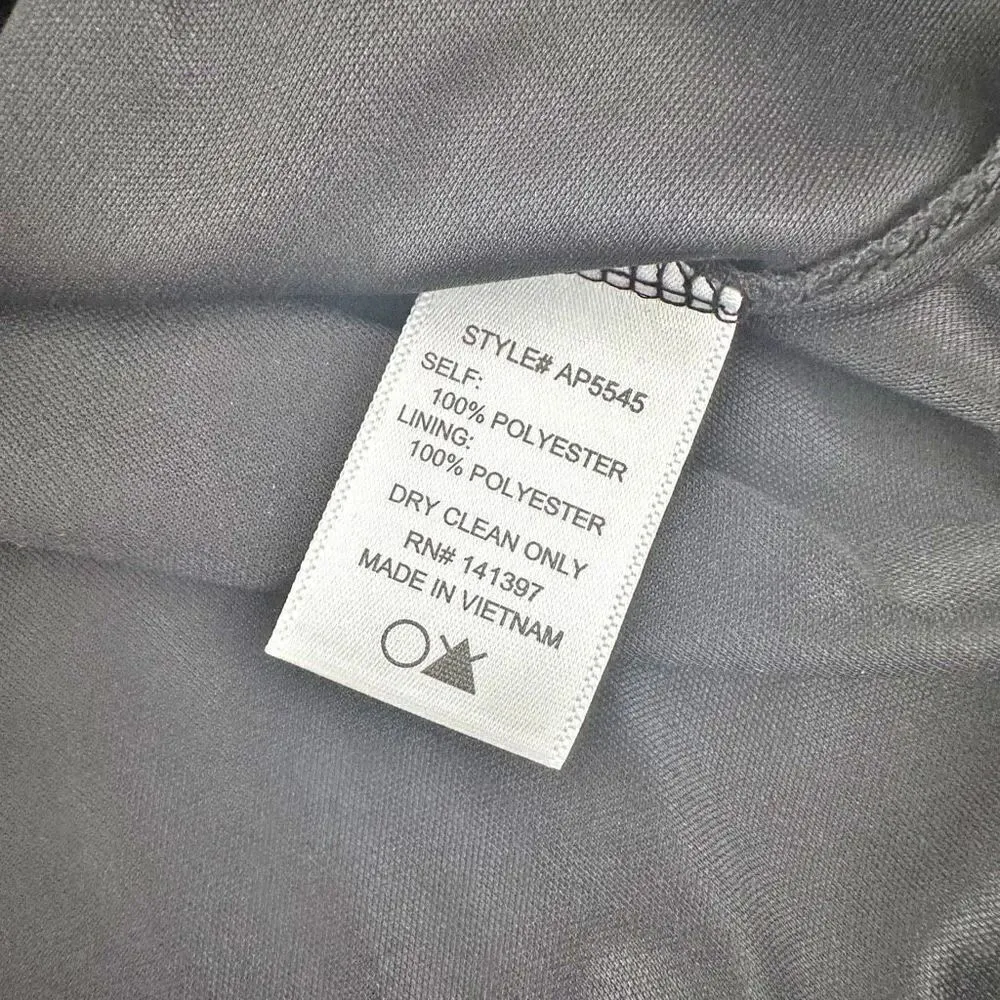 STYLE# AP5545
SELF:
100% POLYESTER
LINING:
100% POLYESTER
DRY CLEAN ONLY
RN# 141397
MADE IN VIETNAM